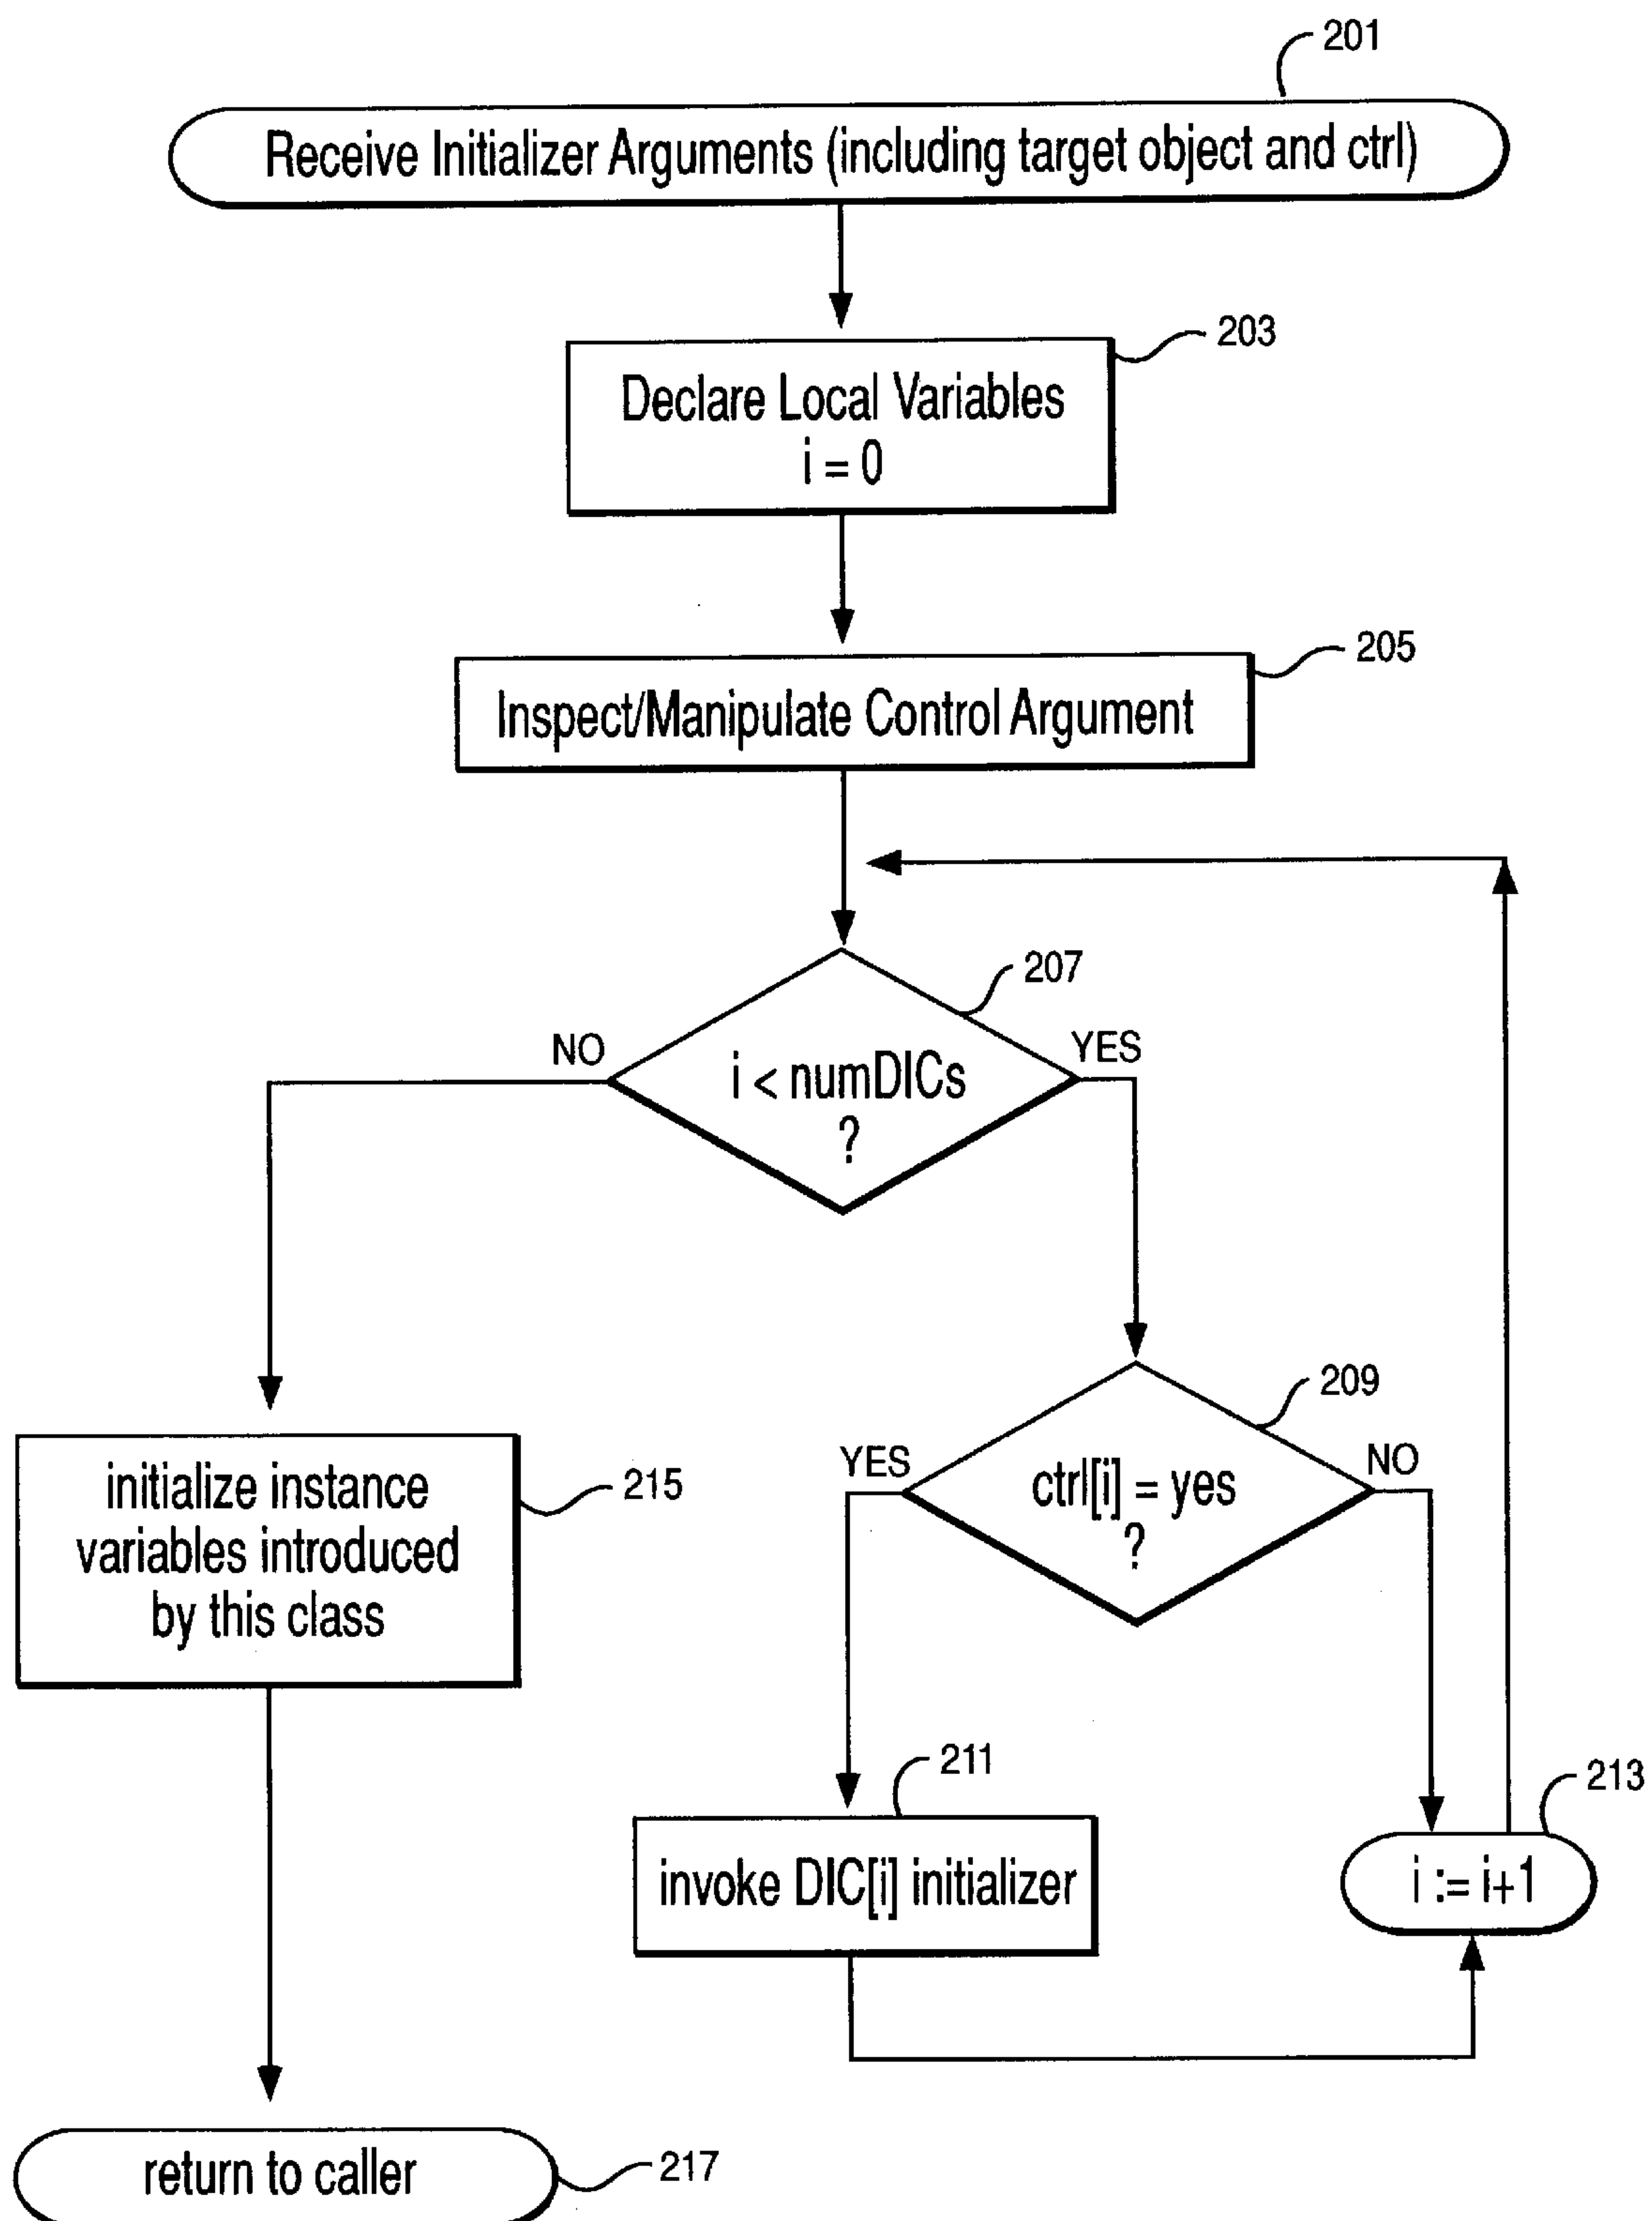 201
Receive Initializer Arguments (including target object and ctrl)
203
Declare Local Variables
i = 0
205
Inspect/Manipulate Control Argument
207
NO
YES
i < numDICs
?
209
YES
NO
ctrl[i] = yes
?
initialize instance
variables introduced
by this class
215
211
213
invoke DIC[i] initializer
i := i+1
return to caller
217